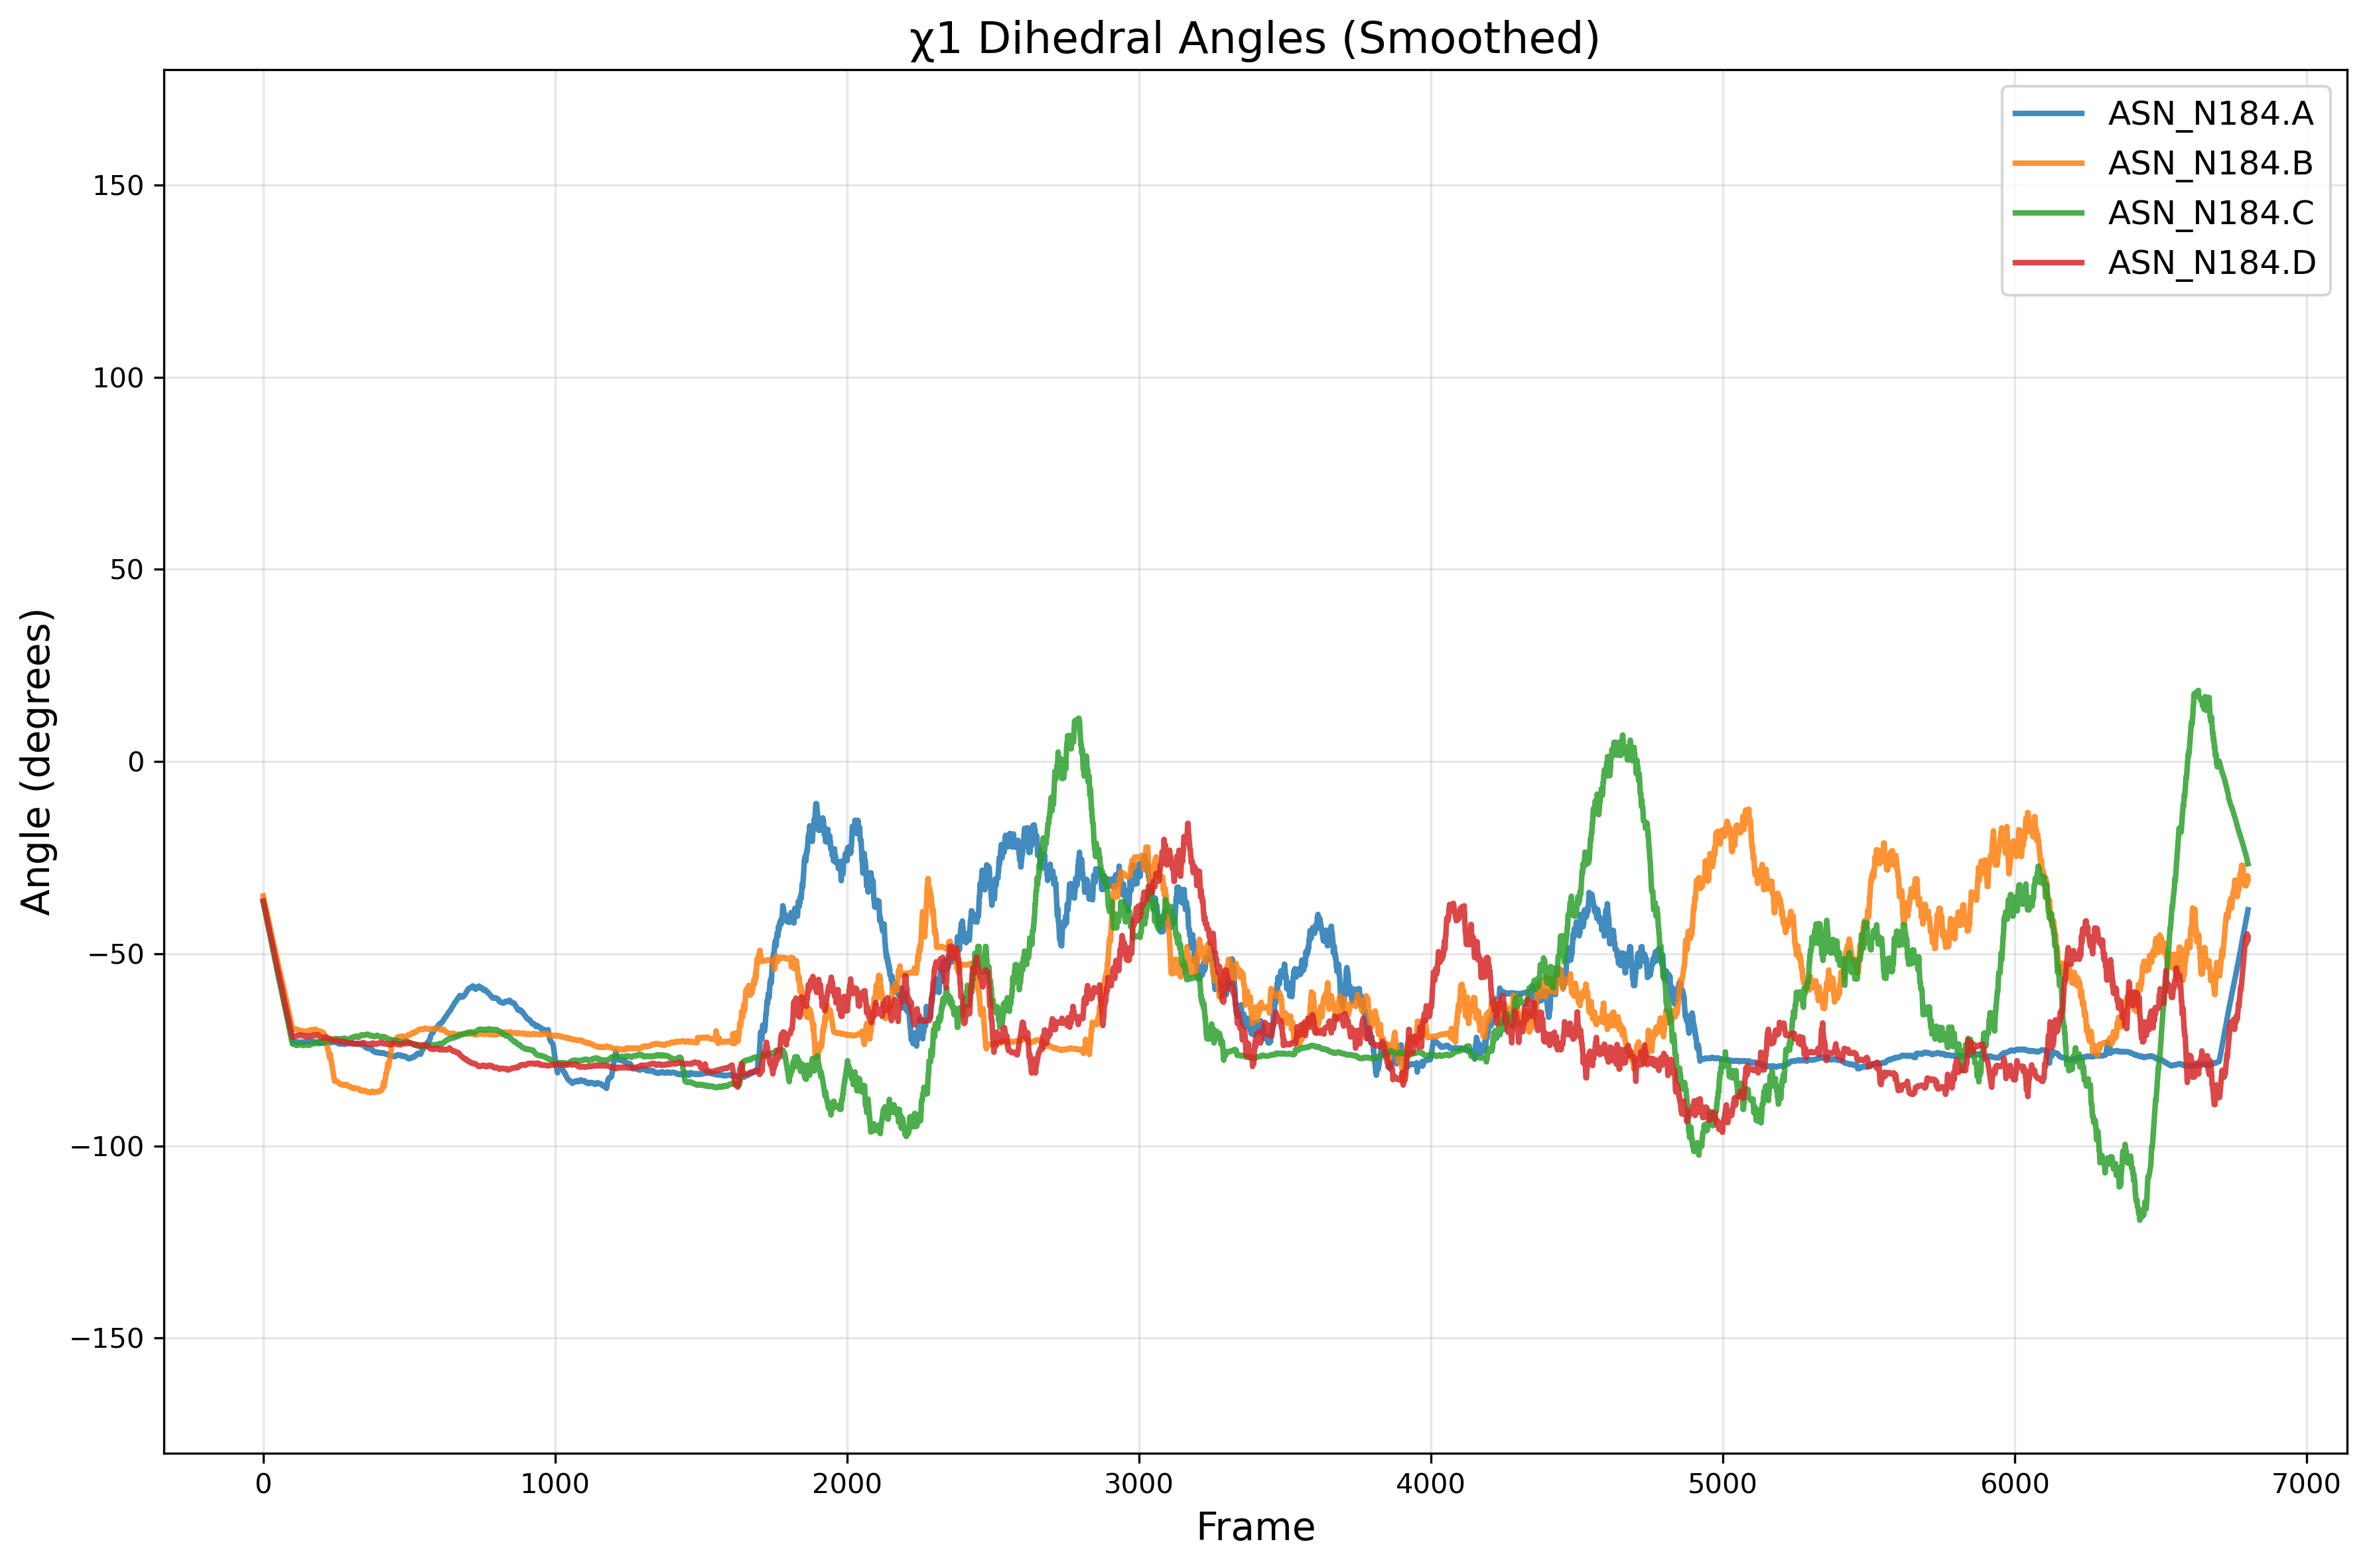 χ1 Dihedral Angles (Smoothed)
ASN_N184.A
ASN_N184.B
ASN_N184.C
ASN_N184.D
Angle (degrees)
150
100
50
0
−50
−100
−150
0 1000 2000 3000 4000 5000 6000 7000
Frame